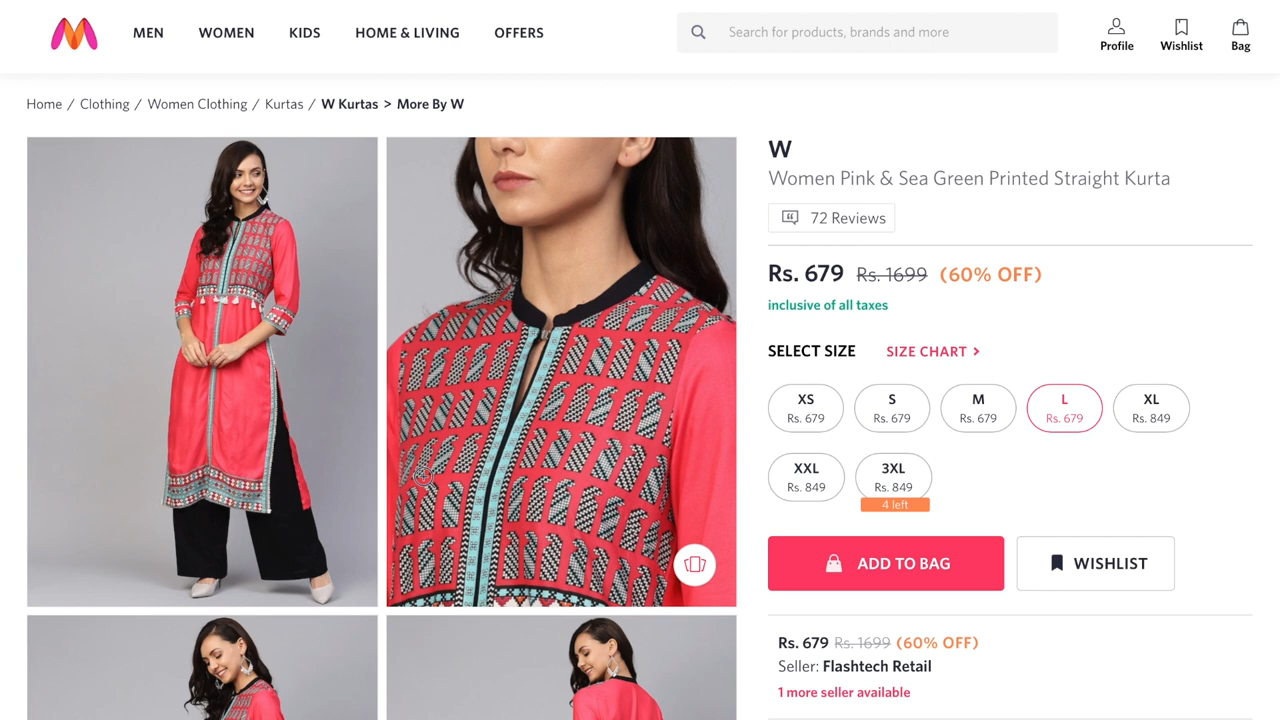 MEN WOMEN KIDS HOME & LIVING OFFERS Search for products, brands and more Profile Wishlist Bag
Home / Clothing / Women Clothing / Kurtas / W Kurtas > More By W
W
Women Pink & Sea Green Printed Straight Kurta
72 Reviews
Rs. 679 Rs. 1699 (60% OFF)
inclusive of all taxes
SELECT SIZE SIZE CHART >
XS S M L XL
Rs. 679 Rs. 679 Rs. 679 Rs. 679 Rs. 849
XXL 3XL
Rs. 849 Rs. 849
4 left
ADD TO BAG WISHLIST
Rs. 679 Rs. 1699 (60% OFF)
Seller: Flashtech Retail
1 more seller available